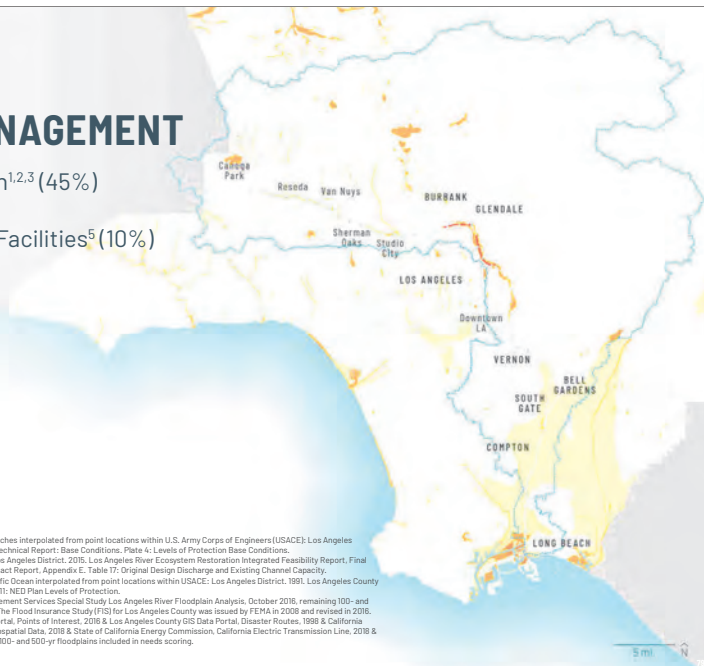 NAGEMENT
n1,2,3 (45%)
Facilities5 (10%)
Canoga
Park
Reseda
Van Nuys
BURBANK
GLENDALE
Sherman
Oaks
Studio
City
LOS ANGELES
Downtown
LA
VERNON
BELL
GARDENS
SOUTH
GATE
COMPTON
LONG BEACH
ches interpolated from point locations within U.S. Army Corps of Engineers (USACE): Los Angeles
echnical Report: Base Conditions. Plate 4: Levels of Protection Base Conditions.
os Angeles District. 2015. Los Angeles River Ecosystem Restoration Integrated Feasibility Report, Final
act Report, Appendix E. Table 17: Original Design Discharge and Existing Channel Capacity.
fic Ocean interpolated from point locations within USACE: Los Angeles District. 1991. Los Angeles County
11: NED Plan Levels of Protection.
ement Services Special Study Los Angeles River Floodplain Analysis, October 2016, remaining 100- and
The Flood Insurance Study (FIS) for Los Angeles County was issued by FEMA in 2008 and revised in 2016.
ortal, Points of Interest, 2016 & Los Angeles County GIS Data Portal, Disaster Routes, 1998 & California
nspatial Data, 2018 & State of California Energy Commission, California Electric Transmission Line, 2018 &
100- and 500-yr floodplains included in needs scoring.
5 mi
N